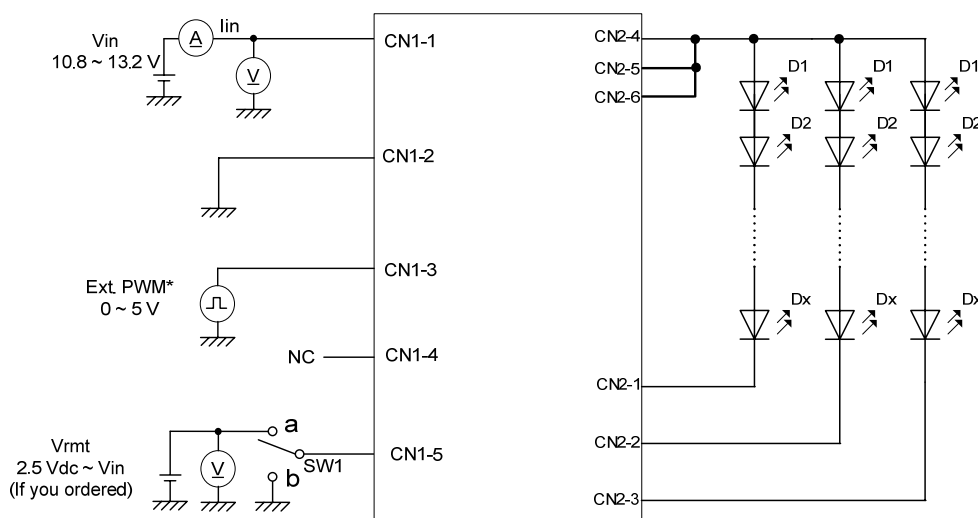 Vin
10.8 ~ 13.2 V
A
Iin
V
CN1-1
CN1-2
Ext. PWM*
0 ~ 5 V
CN1-3
NC
CN1-4
Vrmt
2.5 Vdc ~ Vin
(If you ordered)
V
a
SW1
b
CN1-5
CN2-4
CN2-5
CN2-6
D1
D1
D1
D2
D2
D2
Dx
Dx
Dx
CN2-1
CN2-2
CN2-3